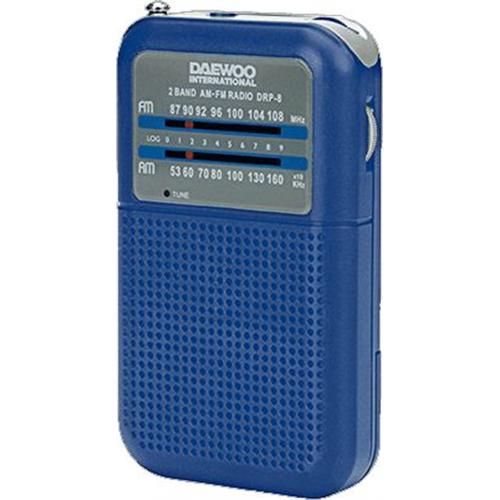 DAEWOO
INTERNATIONAL
2 BAND AM-FM RADIO DRP-8
FM 87 90 92 96 100 104 108 MHz
LOG 0 1 2 3 4 5 6 7 8 9
AM 53 60 70 80 100 130 160 x10 KHz
TUNE